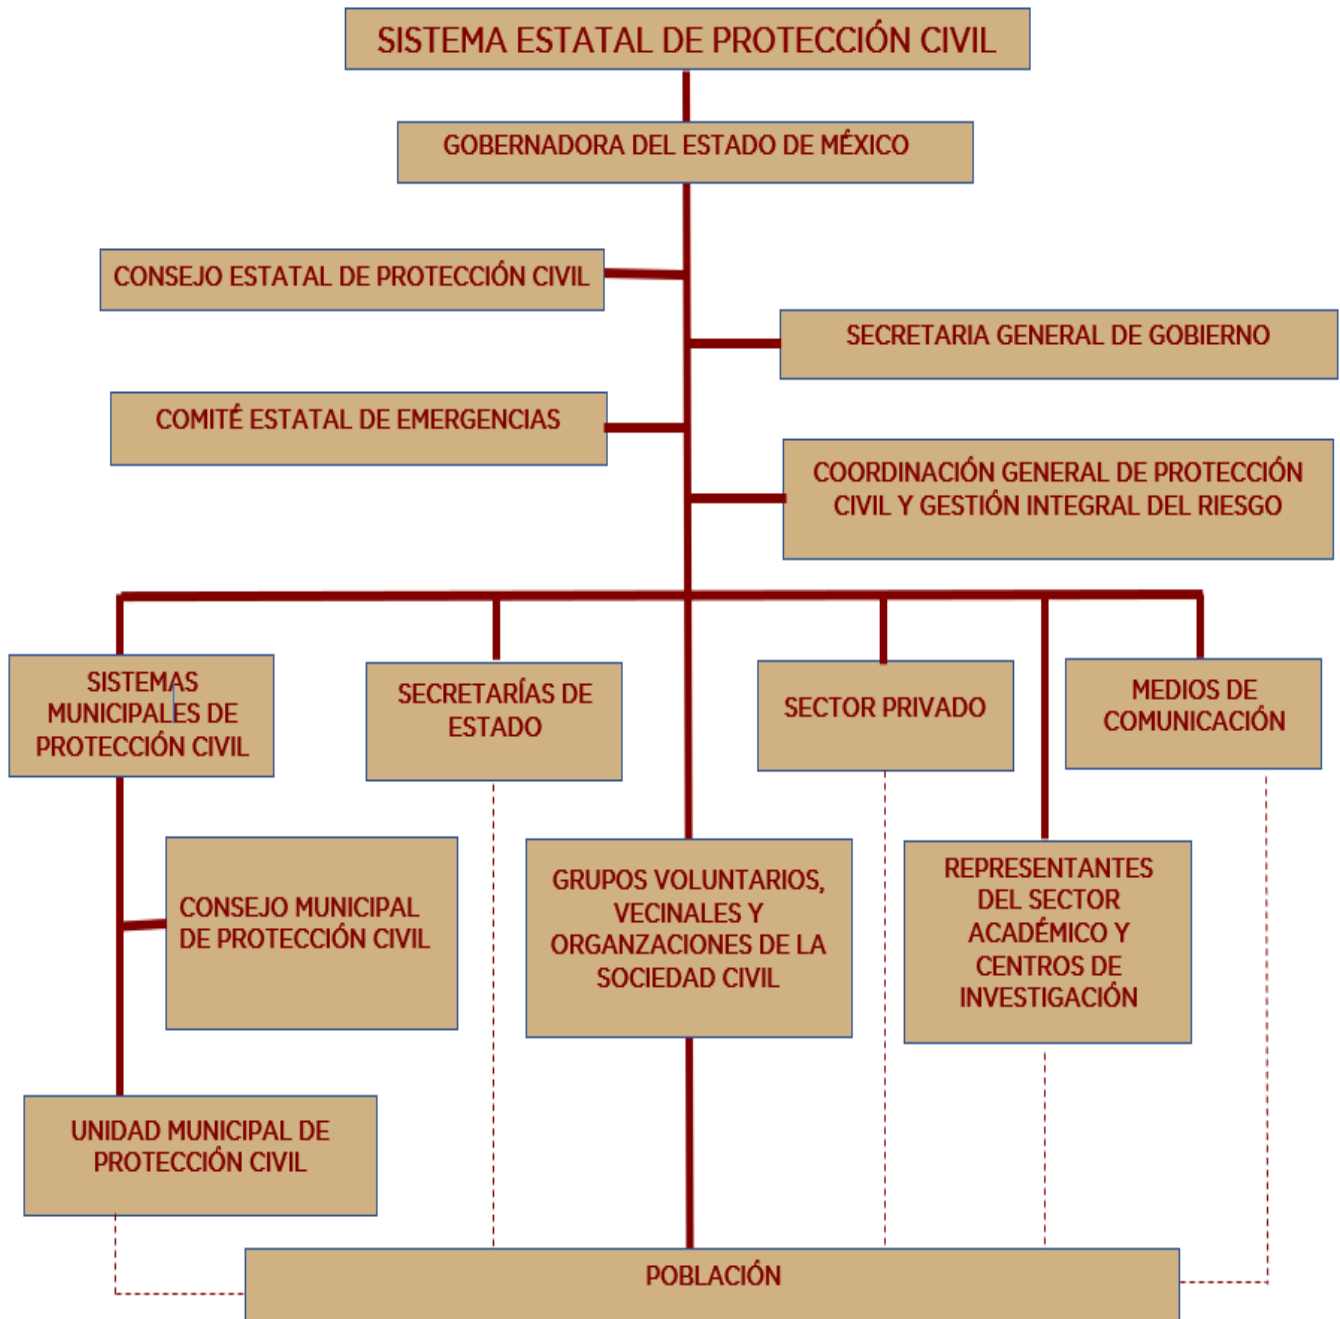 SISTEMA ESTATAL DE PROTECCIÓN CIVIL
GOBERNADORA DEL ESTADO DE MÉXICO
CONSEJO ESTATAL DE PROTECCIÓN CIVIL
SECRETARIA GENERAL DE GOBIERNO
COMITÉ ESTATAL DE EMERGENCIAS
COORDINACIÓN GENERAL DE PROTECCIÓN
CIVIL Y GESTIÓN INTEGRAL DEL RIESGO
SISTEMAS
MUNICIPALES DE
PROTECCIÓN CIVIL
SECRETARÍAS DE
ESTADO
SECTOR PRIVADO
MEDIOS DE
COMUNICACIÓN
CONSEJO MUNICIPAL
DE PROTECCIÓN CIVIL
GRUPOS VOLUNTARIOS,
VECINALES Y
ORGANZACIONES DE LA
SOCIEDAD CIVIL
REPRESENTANTES
DEL SECTOR
ACADÉMICO Y
CENTROS DE
INVESTIGACIÓN
UNIDAD MUNICIPAL DE
PROTECCIÓN CIVIL
POBLACIÓN